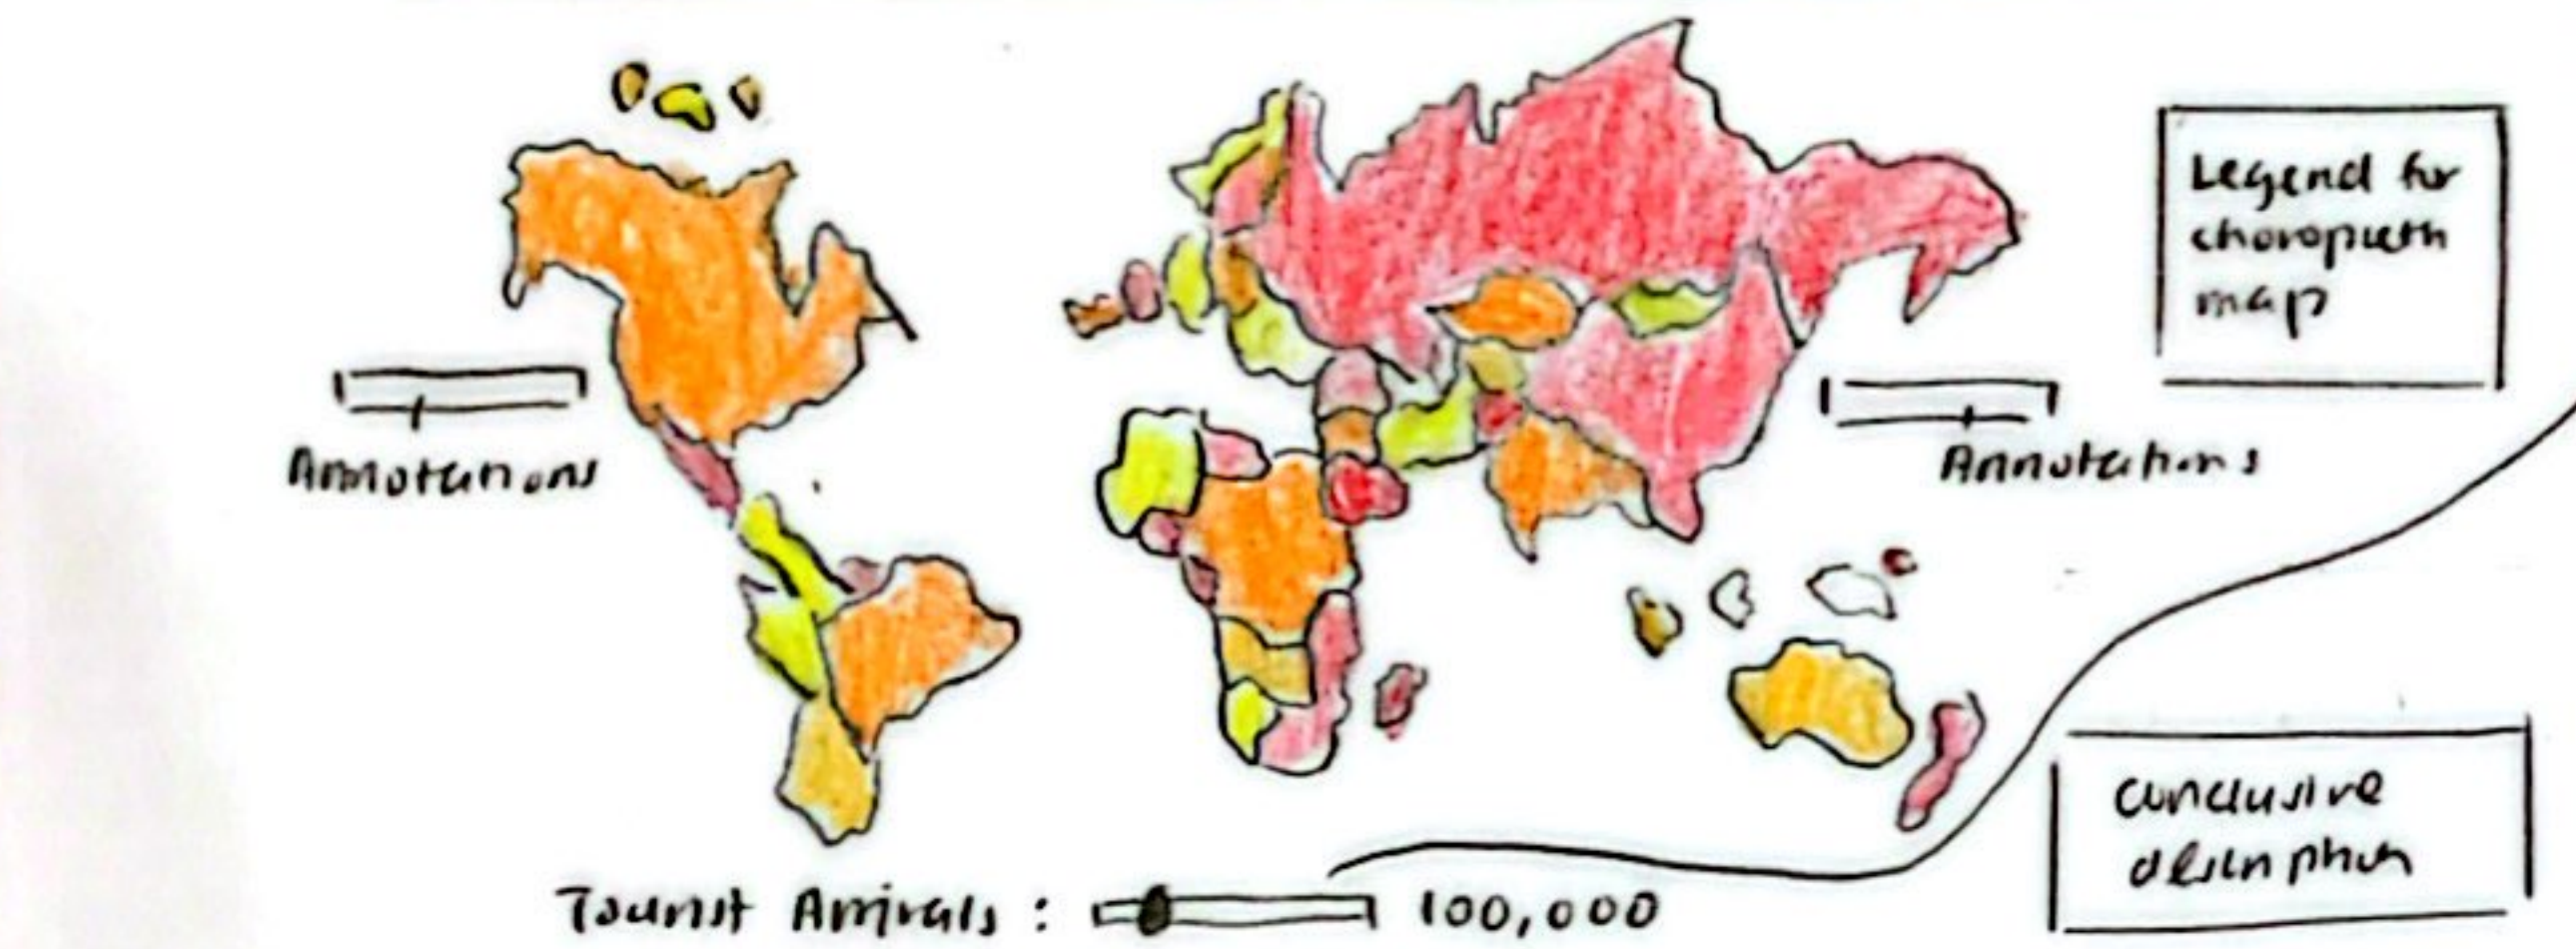 Legend for
choropleth
map
Annotations
Annotations
Conclusive
description
Tourist Arrivals : 100,000